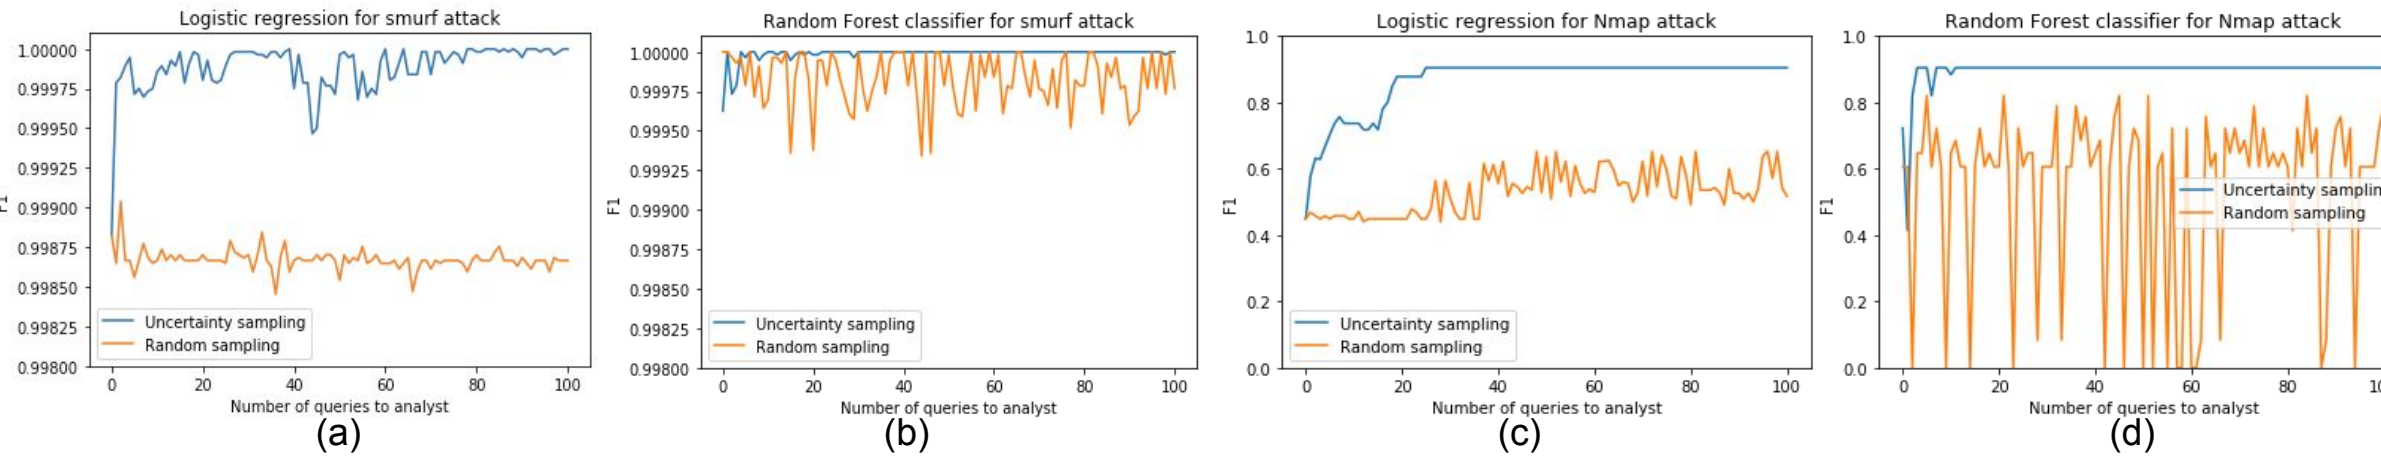 Logistic regression for smurf attack
1.00000
0.99975
0.99950
0.99925
0.99900
0.99875
0.99850
0.99825
0.99800
F1
Uncertainty sampling
Random sampling
0 20 40 60 80 100
Number of queries to analyst
(a)
Random Forest classifier for smurf attack
1.00000
0.99975
0.99950
0.99925
0.99900
0.99875
0.99850
0.99825
0.99800
F1
Uncertainty sampling
Random sampling
0 20 40 60 80 100
Number of queries to analyst
(b)
Logistic regression for Nmap attack
1.0
0.8
0.6
0.4
0.2
0.0
F1
Uncertainty sampling
Random sampling
0 20 40 60 80 100
Number of queries to analyst
(c)
Random Forest classifier for Nmap attack
1.0
0.8
0.6
0.4
0.2
0.0
F1
Uncertainty samplin
Random sampling
0 20 40 60 80 10
Number of queries to analyst
(d)